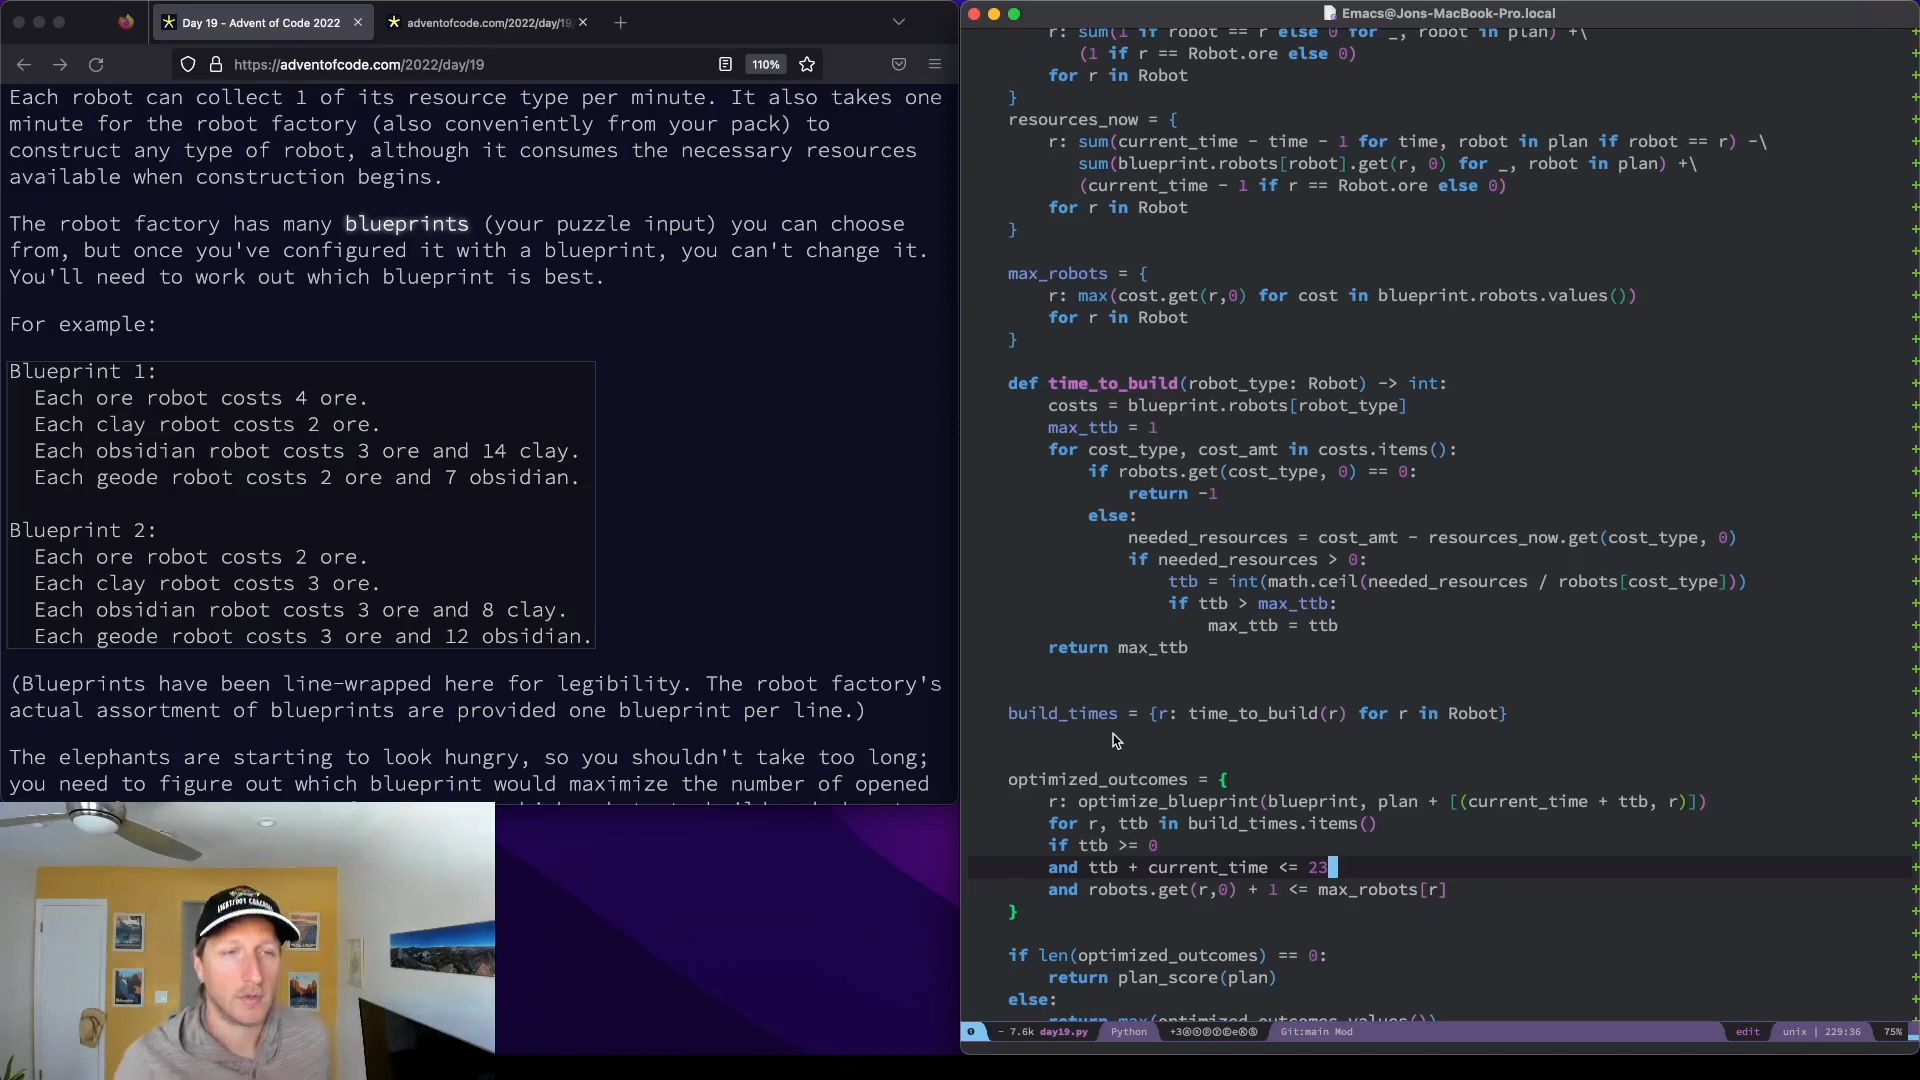 Day 19 - Advent of Code 2022
adventofcode.com/2022/day/19
https://adventofcode.com/2022/day/19
110%
Each robot can collect 1 of its resource type per minute. It also takes one
minute for the robot factory (also conveniently from your pack) to
construct any type of robot, although it consumes the necessary resources
available when construction begins.
The robot factory has many blueprints (your puzzle input) you can choose
from, but once you've configured it with a blueprint, you can't change it.
You'll need to work out which blueprint is best.
For example:
Blueprint 1:
Each ore robot costs 4 ore.
Each clay robot costs 2 ore.
Each obsidian robot costs 3 ore and 14 clay.
Each geode robot costs 2 ore and 7 obsidian.
Blueprint 2:
Each ore robot costs 2 ore.
Each clay robot costs 3 ore.
Each obsidian robot costs 3 ore and 8 clay.
Each geode robot costs 3 ore and 12 obsidian.
(Blueprints have been line-wrapped here for legibility. The robot factory's
actual assortment of blueprints are provided one blueprint per line.)
The elephants are starting to look hungry, so you shouldn't take too long;
you need to figure out which blueprint would maximize the number of opened
Emacs@Jons-MacBook-Pro.local
r: sum(1 if robot == r else 0 for _, robot in plan) +\
(1 if r == Robot.ore else 0)
for r in Robot
}
resources_now = {
r: sum(current_time - time - 1 for time, robot in plan if robot == r) -\
sum(blueprint.robots[robot].get(r, 0) for _, robot in plan) +\
(current_time - 1 if r == Robot.ore else 0)
for r in Robot
}
max_robots = {
r: max(cost.get(r,0) for cost in blueprint.robots.values())
for r in Robot
}
def time_to_build(robot_type: Robot) -> int:
costs = blueprint.robots[robot_type]
max_ttb = 1
for cost_type, cost_amt in costs.items():
if robots.get(cost_type, 0) == 0:
return -1
else:
needed_resources = cost_amt - resources_now.get(cost_type, 0)
if needed_resources > 0:
ttb = int(math.ceil(needed_resources / robots[cost_type]))
if ttb > max_ttb:
max_ttb = ttb
return max_ttb
build_times = {r: time_to_build(r) for r in Robot}
optimized_outcomes = {
r: optimize_blueprint(blueprint, plan + [(current_time + ttb, r)])
for r, ttb in build_times.items()
if ttb >= 0
and ttb + current_time <= 23
and robots.get(r,0) + 1 <= max_robots[r]
}
if len(optimized_outcomes) == 0:
return plan_score(plan)
else:
return max(optimized_outcomes.values())
- 7.6k day19.py Python Git:main Mod edit unix | 229:36 75%